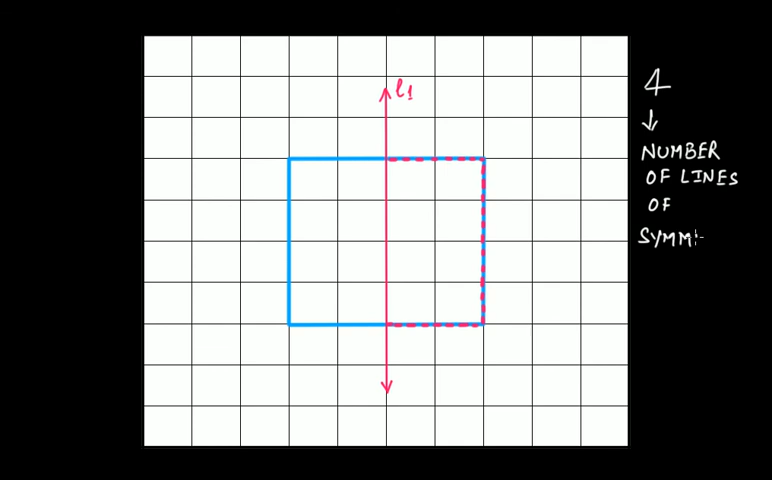 l1
4
↓
NUMBER
OF LINES
OF
SYMM